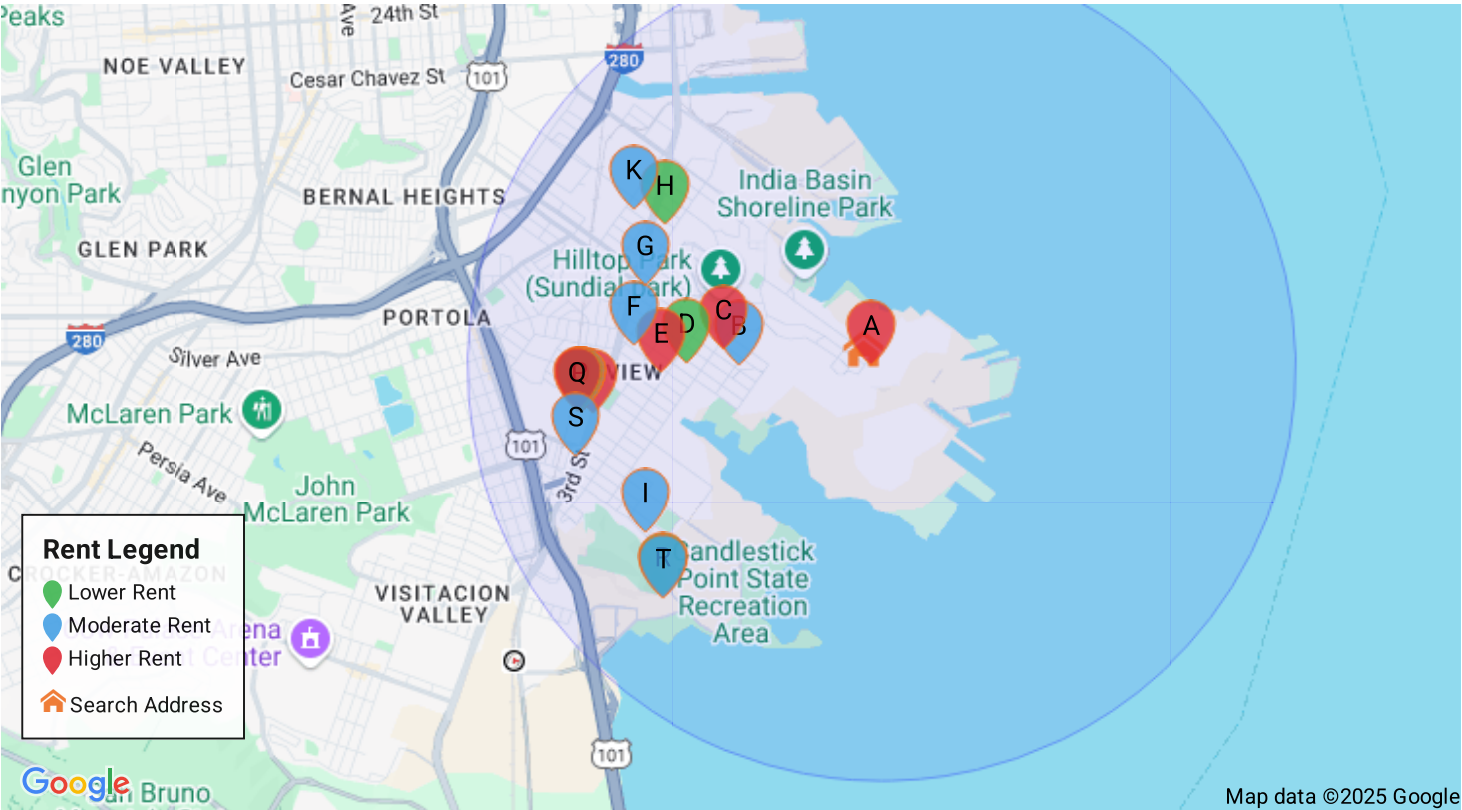 Peaks
24th St
Ave
NOE VALLEY
Cesar Chavez St
101
280
Glen
nyon Park
BERNAL HEIGHTS
GLEN PARK
K
H
India Basin
Shoreline Park
G
Hilltop Park
(Sundial park)
PORTOLA
280
Silver Ave
F
E
D
C
B
A
Q
VIEW
McLaren Park
S
101
Persia Ave
3rd St
John
McLaren Park
I
T
Candlestick
Point State
Recreation
Area
VISITACION
VALLEY
Rent Legend
CROCKER-AMAZON
Lower Rent
Moderate Rent
Higher Rent
Search Address
Arena
Center
101
Google
an Bruno
Map data ©2025 Google